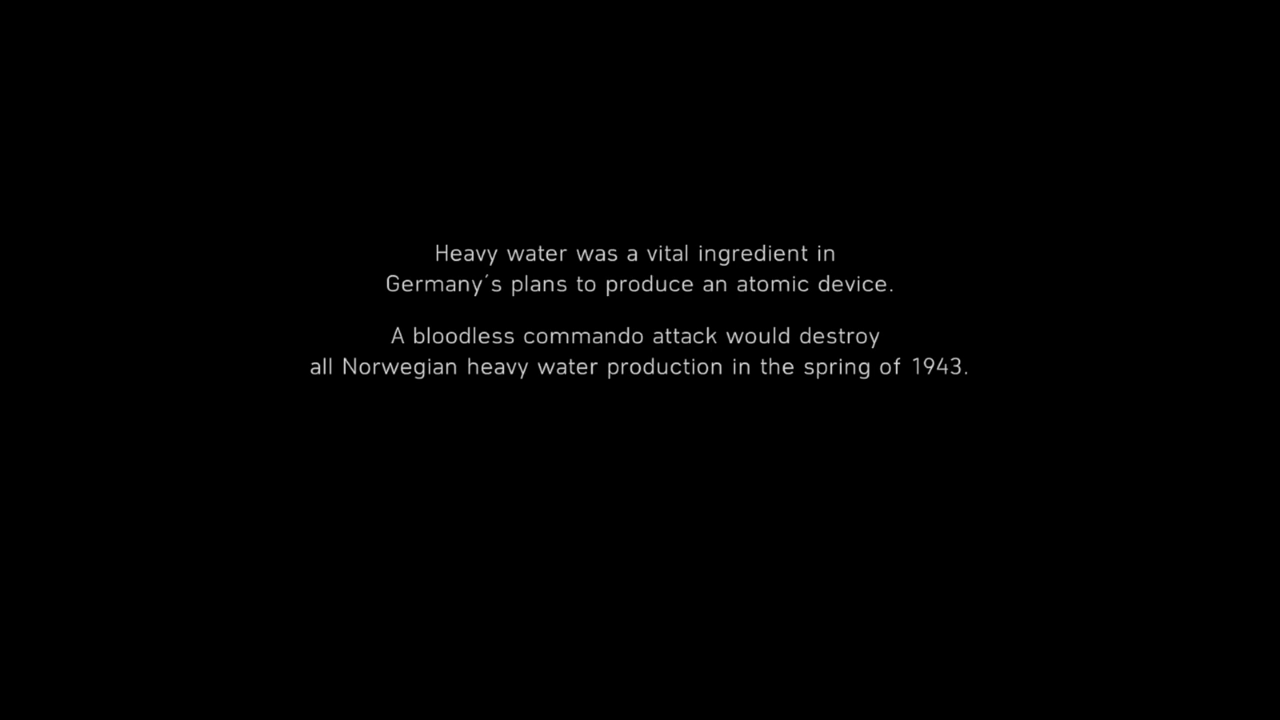 Heavy water was a vital ingredient in
Germany´s plans to produce an atomic device.
A bloodless commando attack would destroy
all Norwegian heavy water production in the spring of 1943.